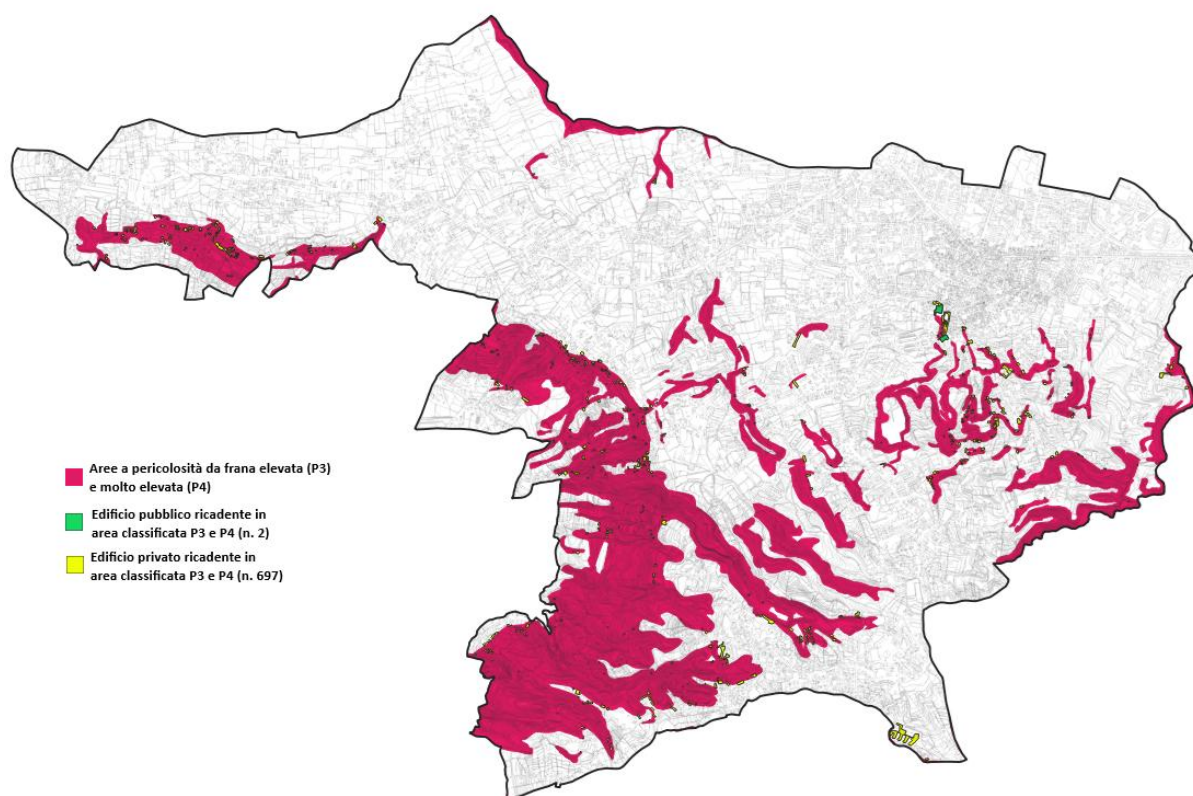 Aree a pericolosità da frana elevata (P3)
e molto elevata (P4)
Edificio pubblico ricadente in
area classificata P3 e P4 (n. 2)
Edificio privato ricadente in
area classificata P3 e P4 (n. 697)